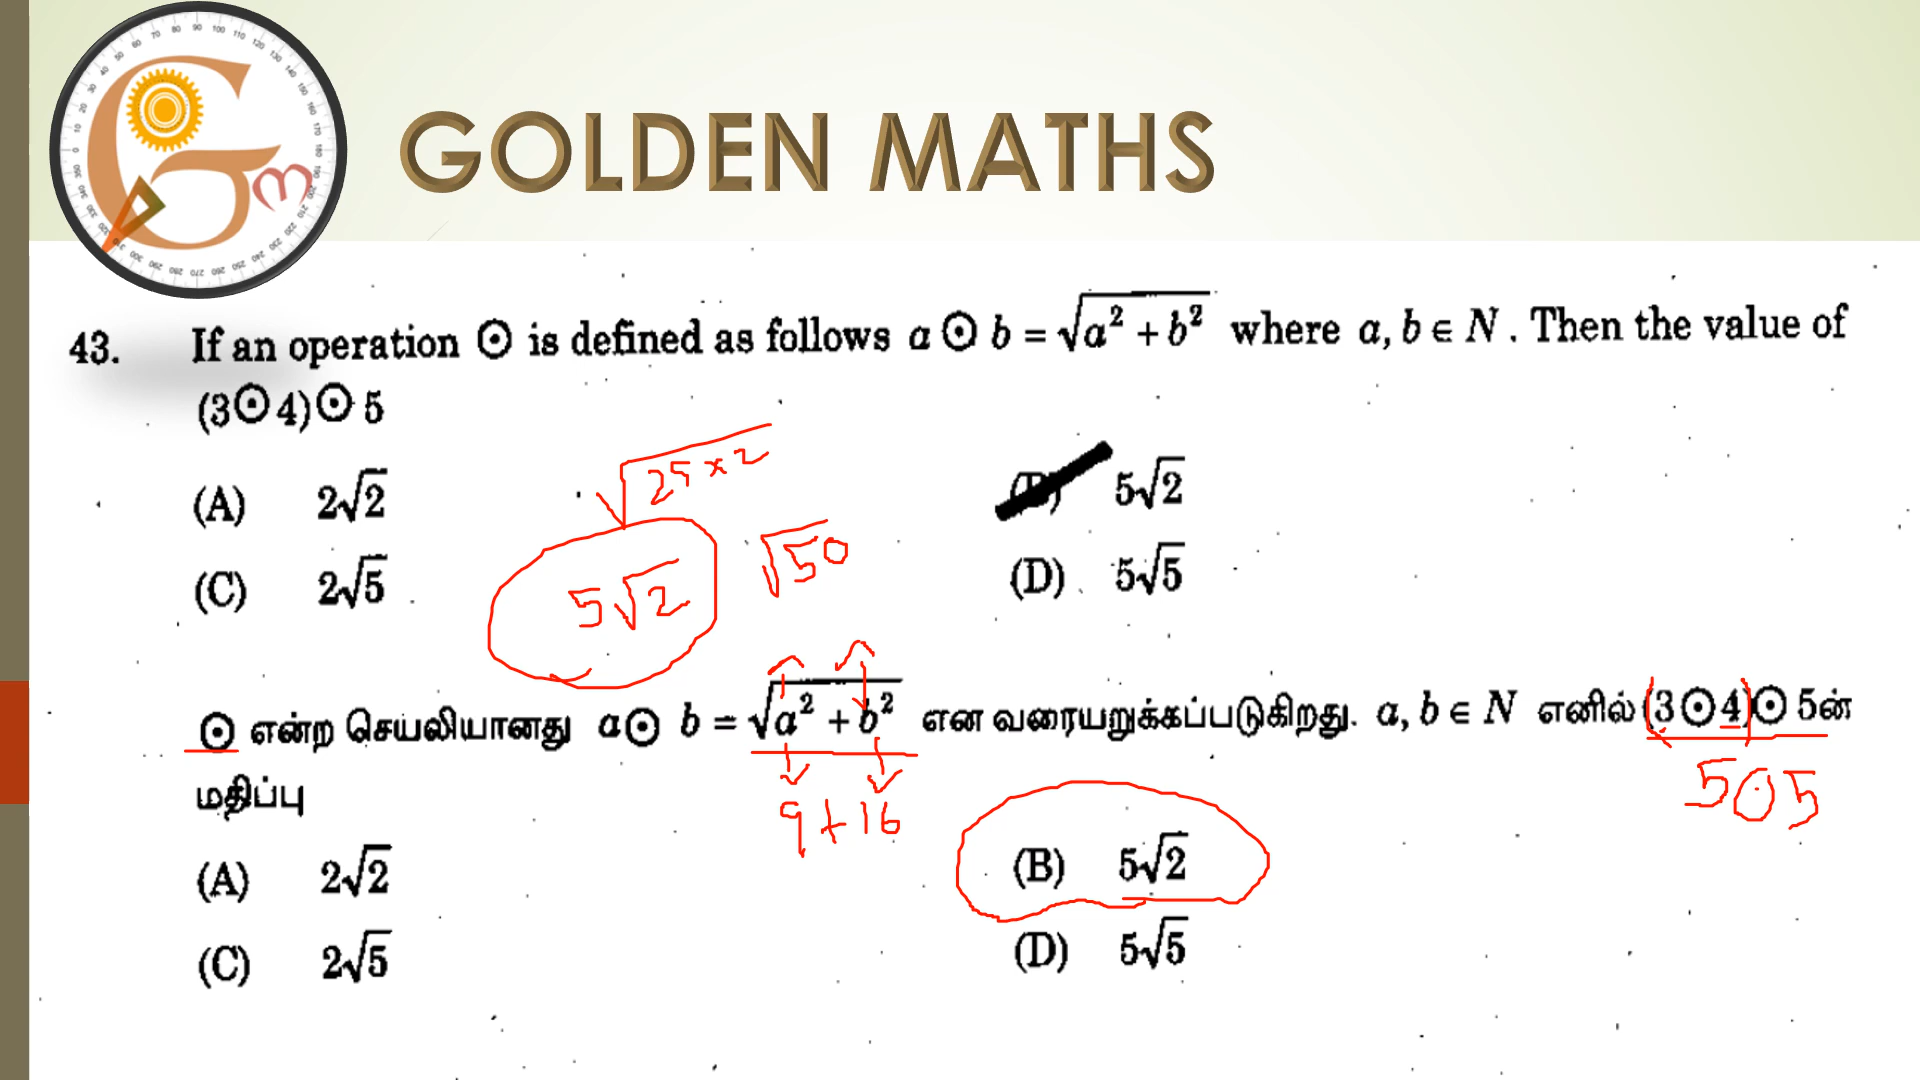 GOLDEN MATHS
43. If an operation ⊙ is defined as follows a ⊙ b = √(a² + b²) where a, b ∈ N . Then the value of
(3⊙4)⊙ 5
(A) 2√2 5√2
(C) 2√5 (D) 5√5
√25 × 2
√50
5√2
⊙ என்ற செயலியானது a⊙ b = √(a² + b²) என வரையறுக்கப்படுகிறது. a, b ∈ N எனில் (3 ⊙ 4)⊙ 5ன்
மதிப்பு
9 + 16
5⊙5
(A) 2√2 (B) 5√2
(C) 2√5 (D) 5√5